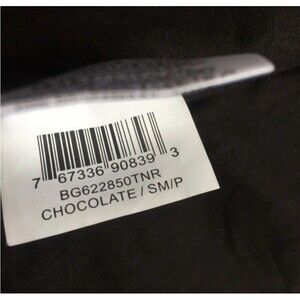 7 67336 90839 3
BG622850TNR
CHOCOLATE / SM/P